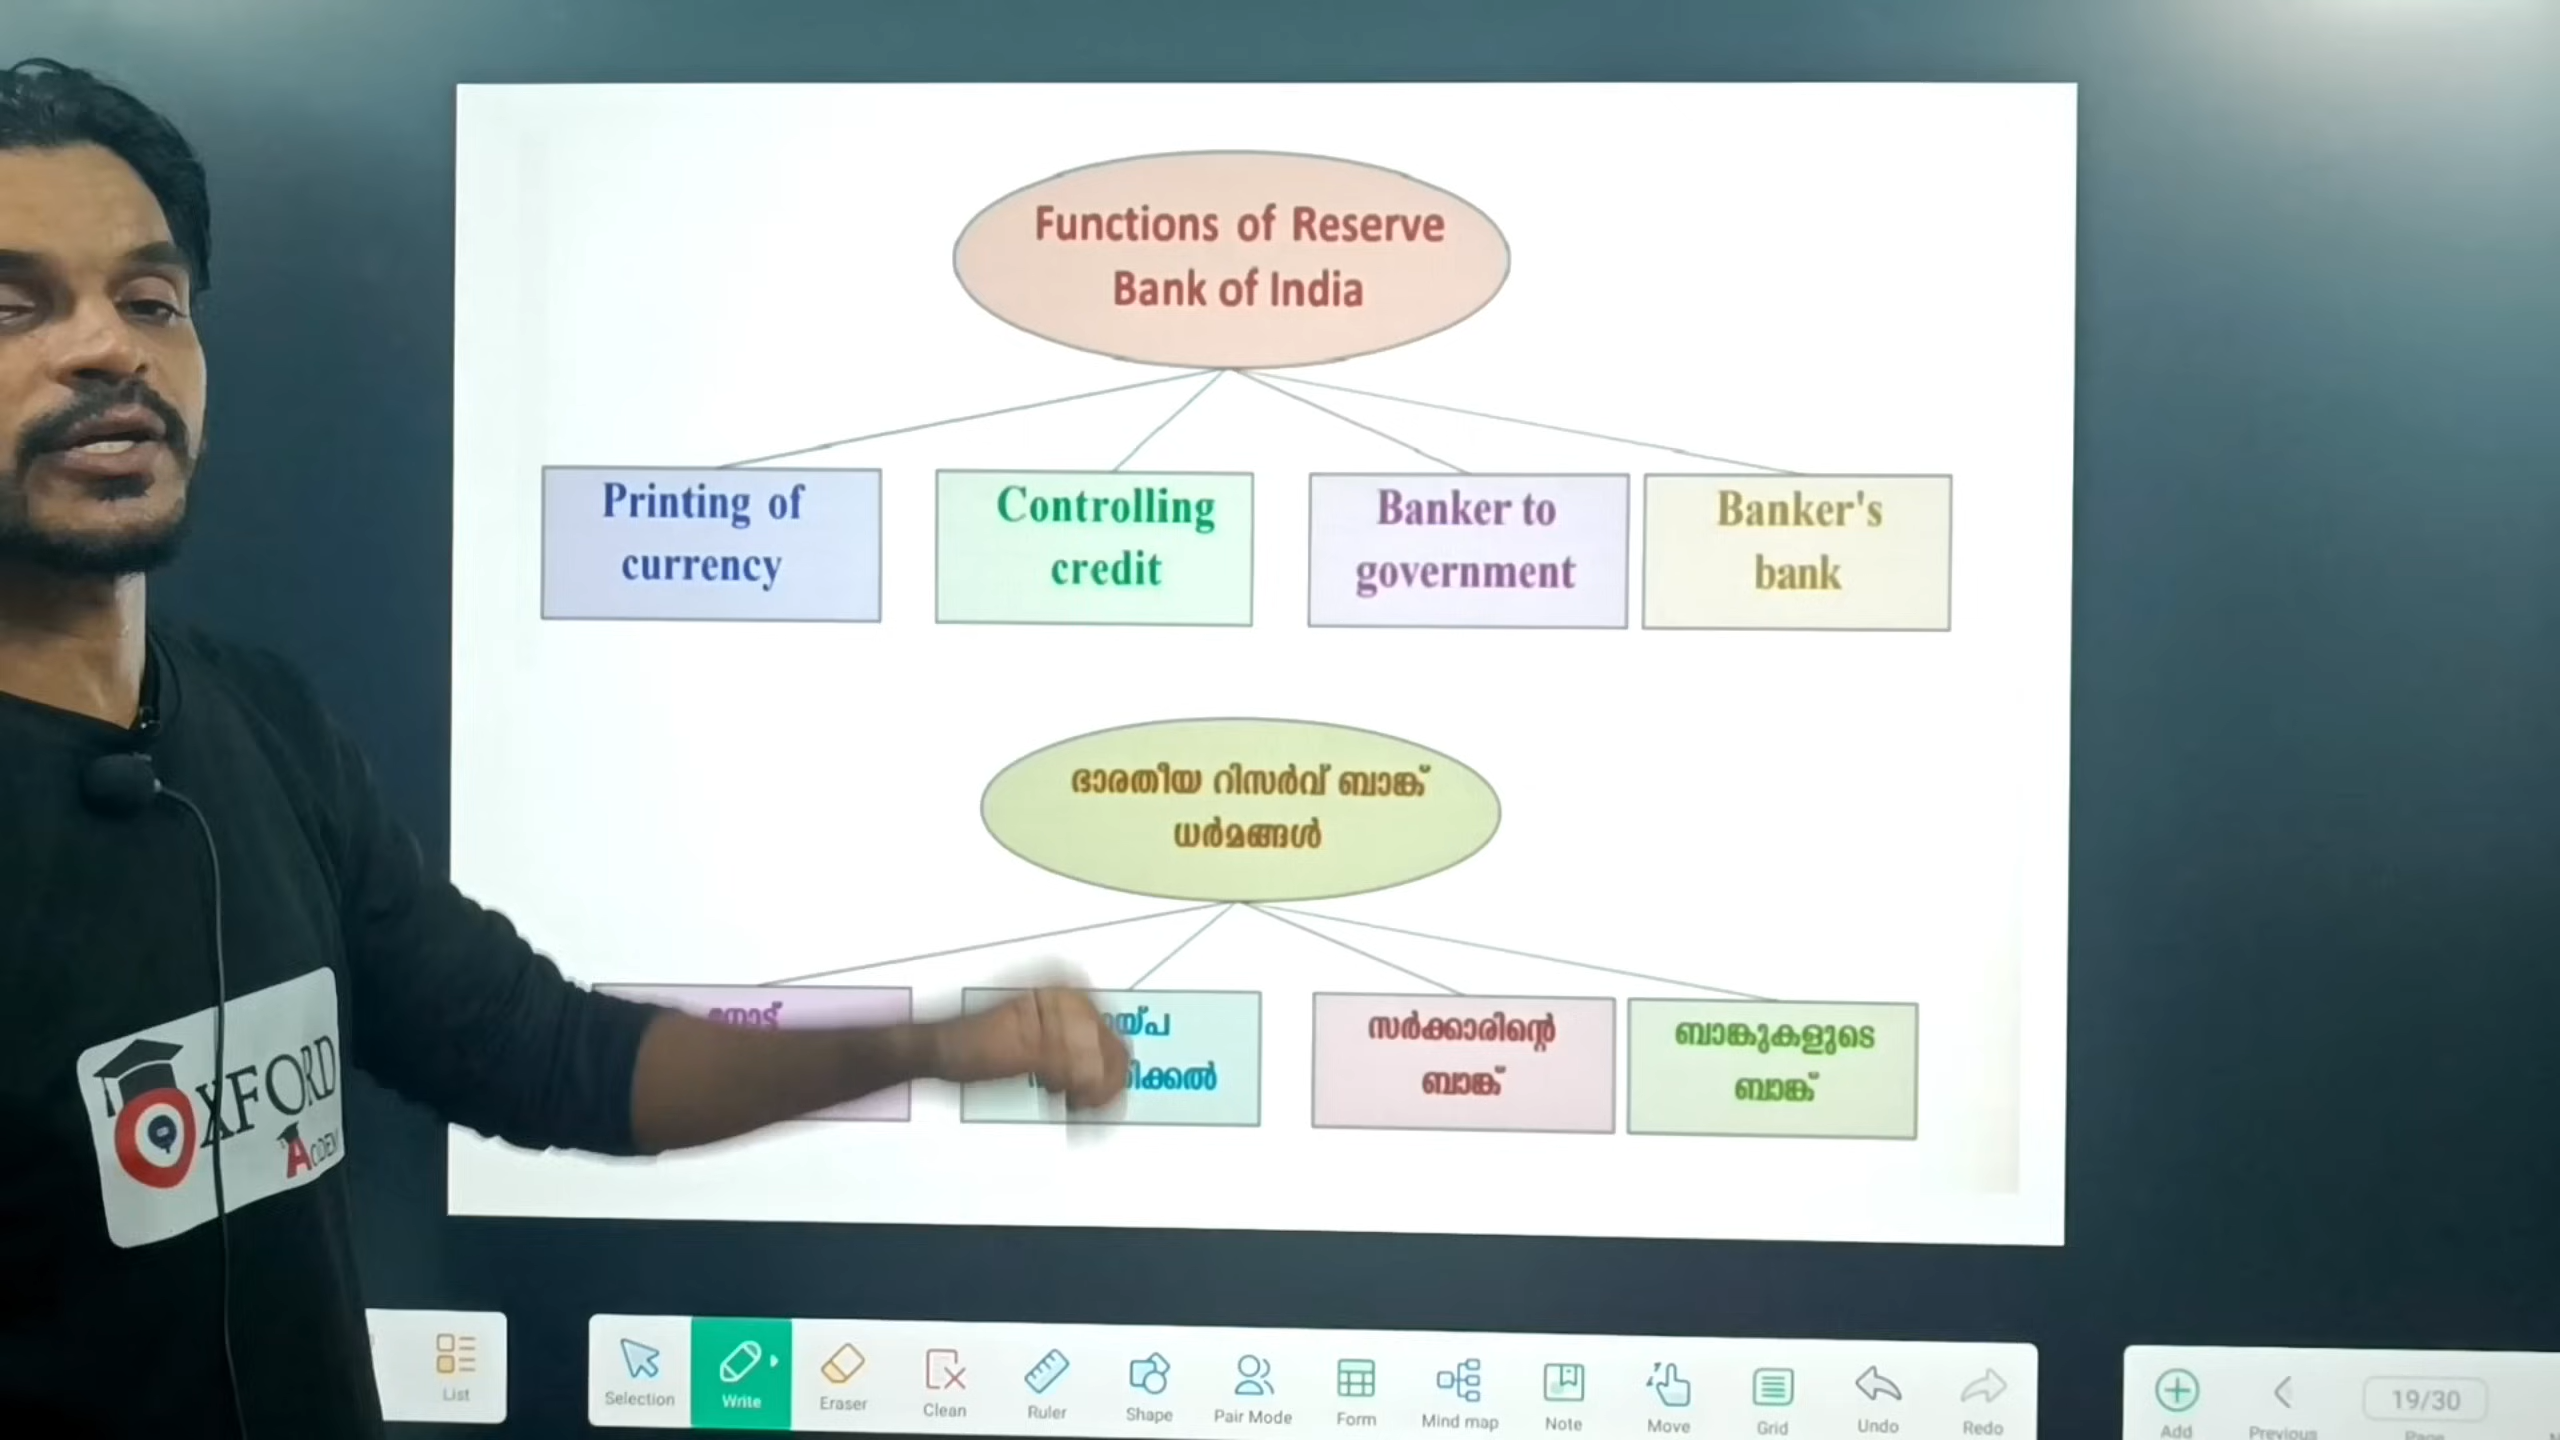 Functions of Reserve
Bank of India
Printing of
currency
Controlling
credit
Banker to
government
Banker's
bank
ഭാരതീയ റിസർവ് ബാങ്ക്
ധർമങ്ങൾ
നോട്ട്
സർക്കാരിന്റെ
ബാങ്ക്
ബാങ്കുകളുടെ
ബാങ്ക്
OXFORD
List
Selection
Write
Eraser
Clean
Ruler
Shape
Pair Mode
Form
Mind map
Note
Move
Grid
Undo
Redo
Add
Previous
19/30
Page